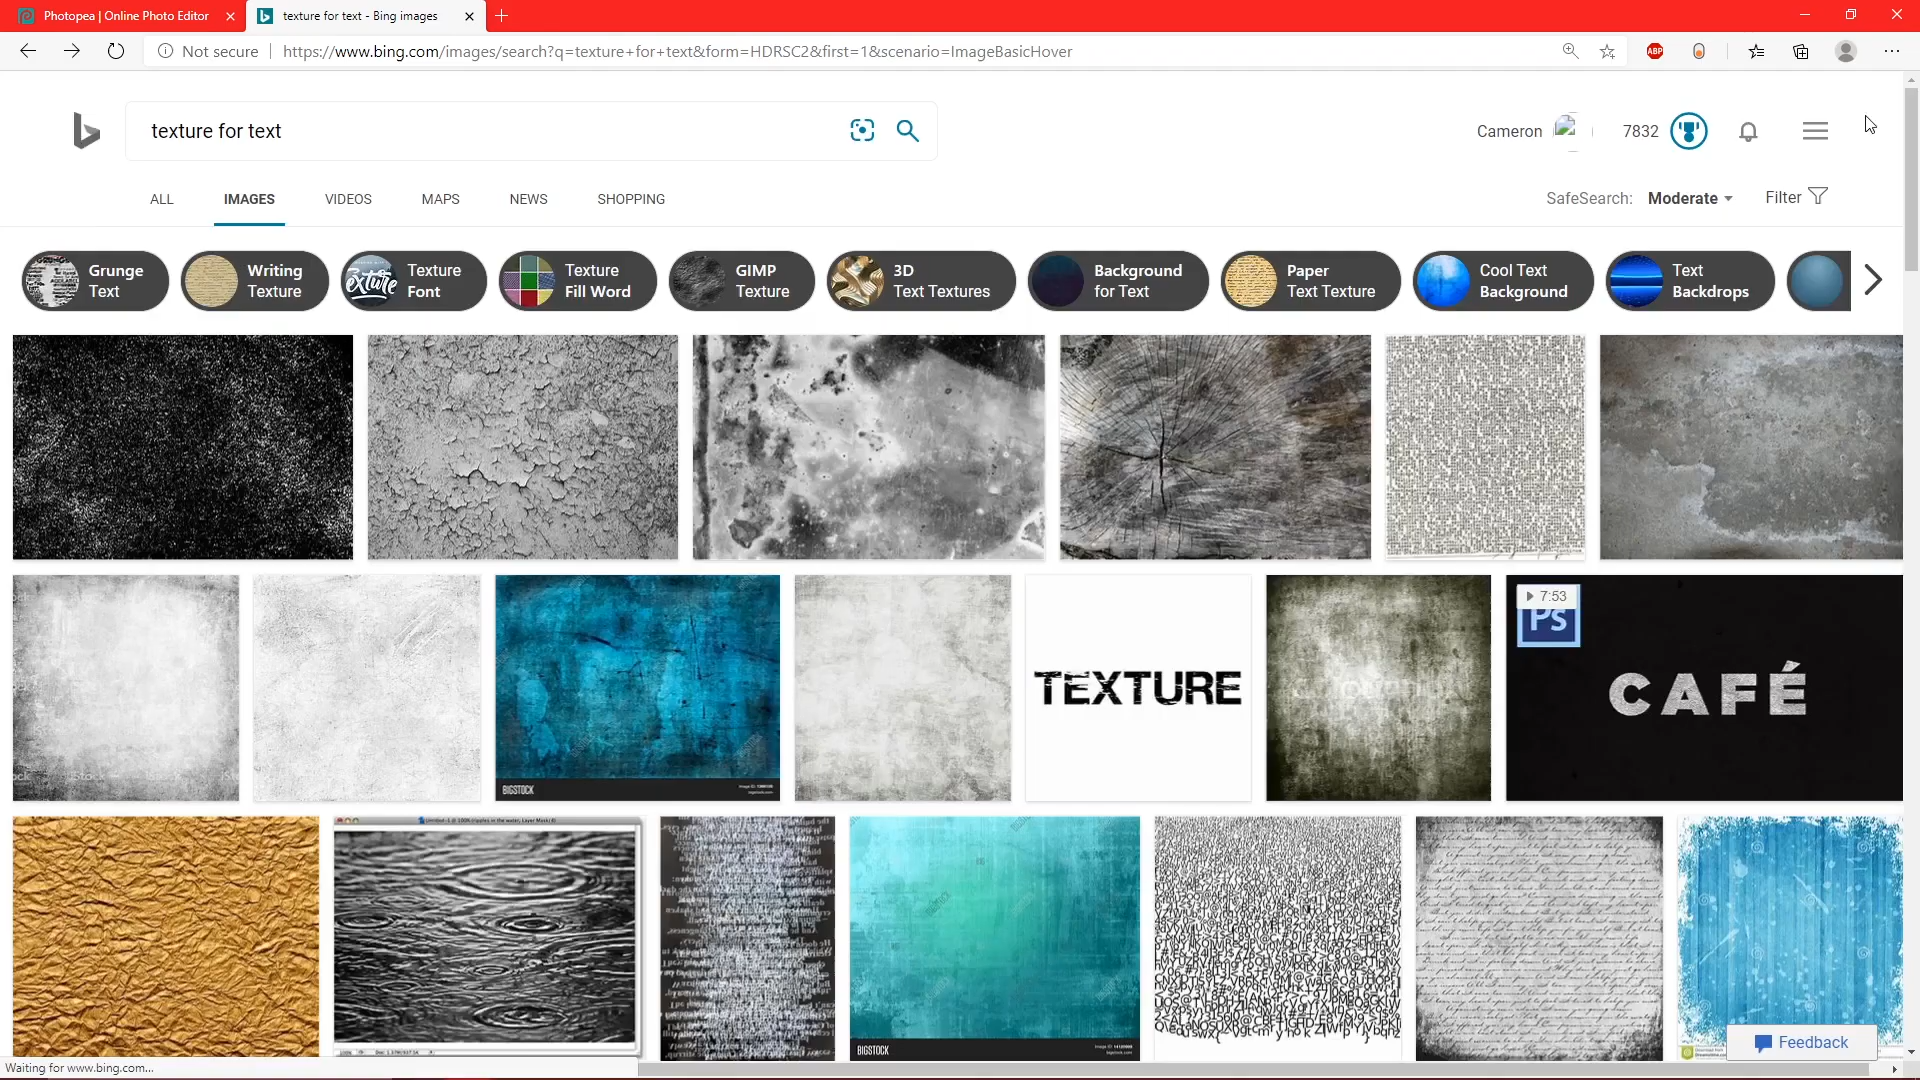 Photopea | Online Photo Editor
texture for text - Bing images
Not secure
https://www.bing.com/images/search?q=texture+for+text&form=HDRSC2&first=1&scenario=ImageBasicHover
ABP
texture for text
Cameron
7832
ALL
IMAGES
VIDEOS
MAPS
NEWS
SHOPPING
SafeSearch: Moderate
Filter
Grunge
Text
Writing
Texture
Texture
Font
Texture
Fill Word
GIMP
Texture
3D
Text Textures
Background
for Text
Paper
Text Texture
Cool Text
Background
Text
Backdrops
7:53
Ps
TEXTURE
CAFÉ
iStock
BIGSTOCK
BIGSTOCK
Feedback
Waiting for www.bing.com...